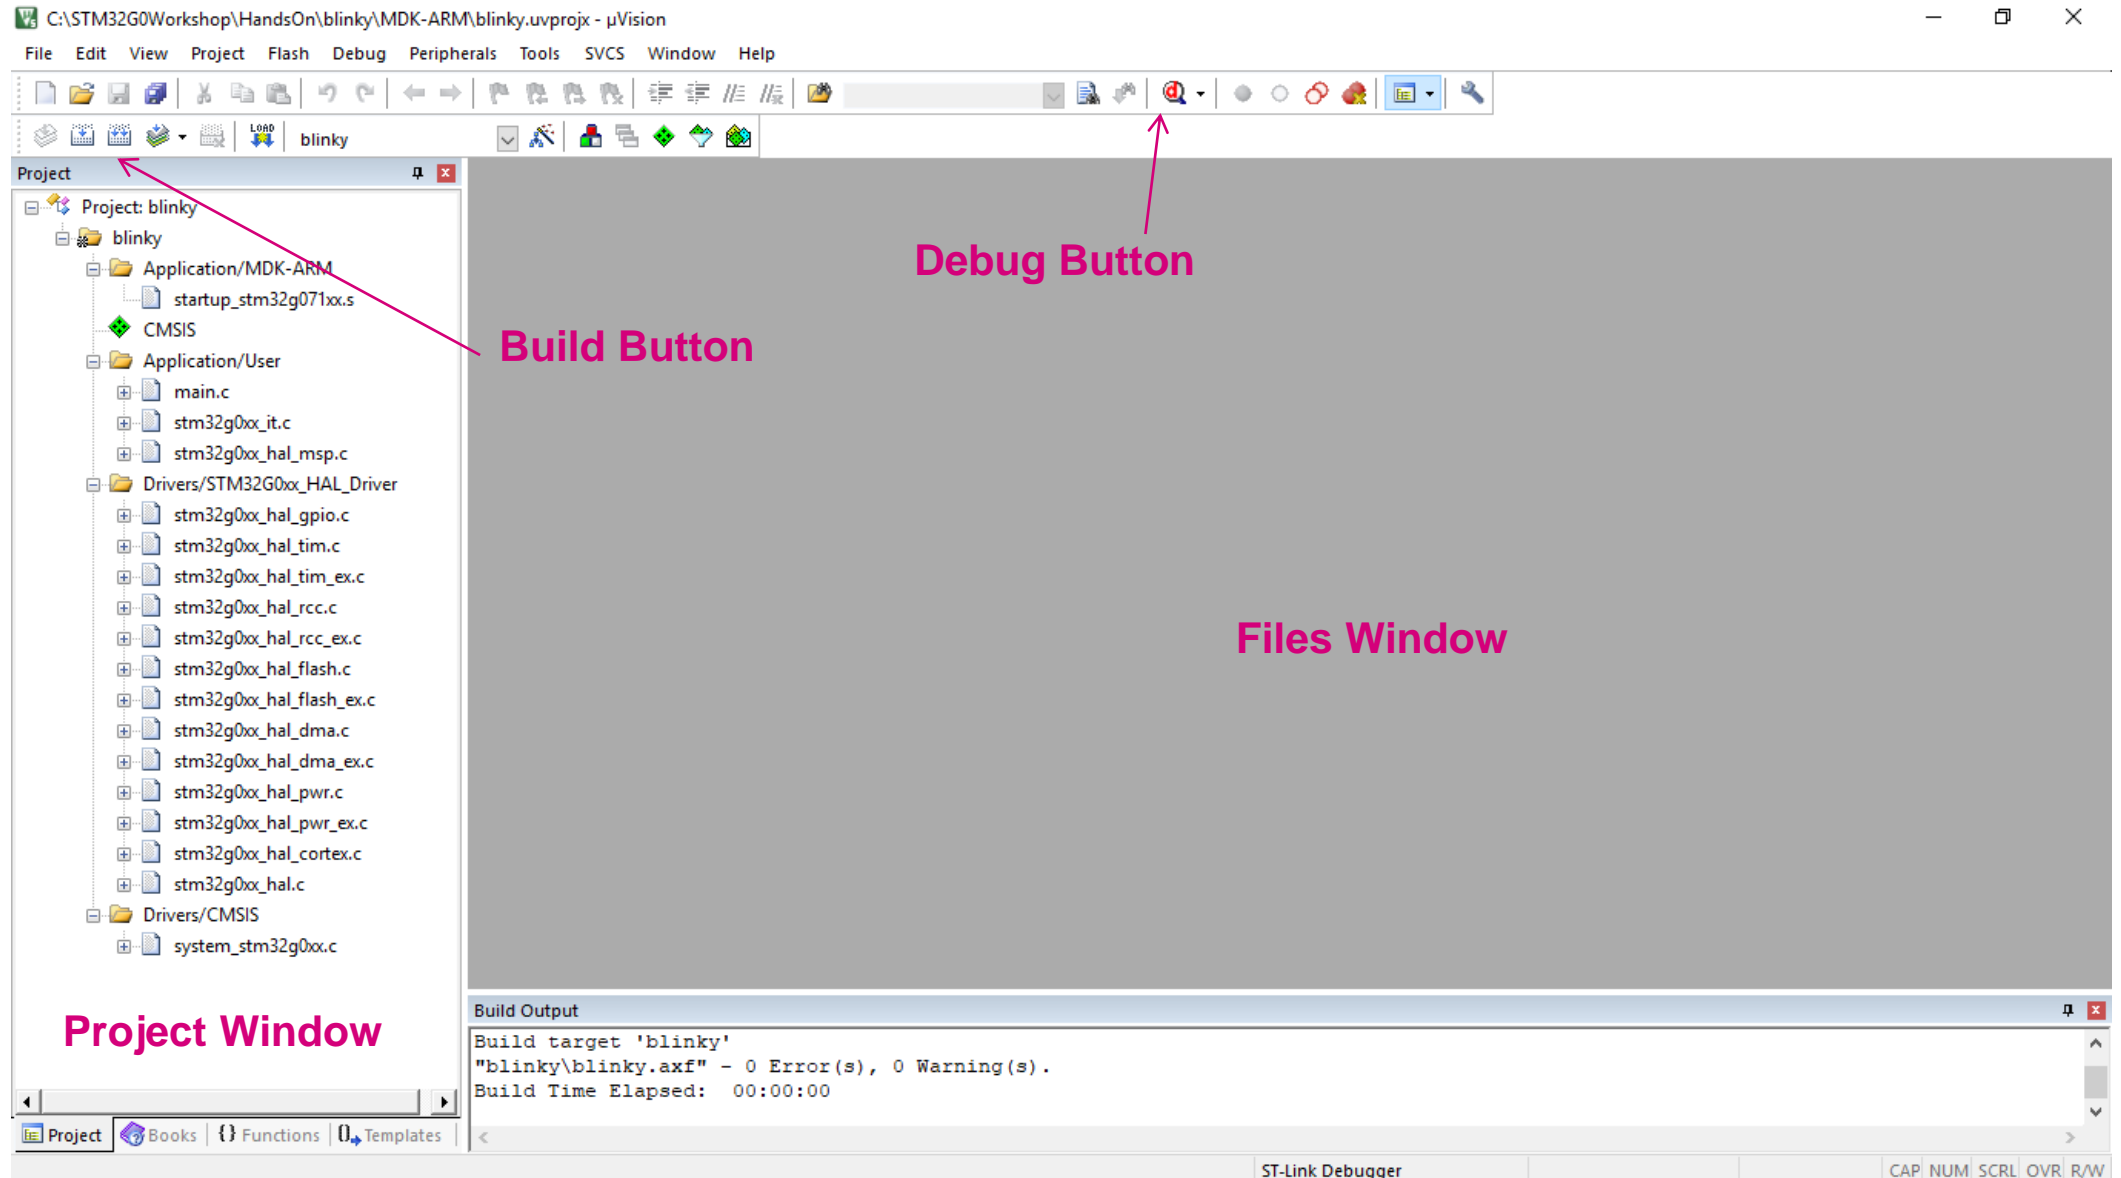 C:\STM32G0Workshop\HandsOn\blinky\MDK-ARM\blinky.uvprojx - µVision
File Edit View Project Flash Debug Peripherals Tools SVCS Window Help
LOAD
blinky
Project
Project: blinky
blinky
Application/MDK-ARM
startup_stm32g071xx.s
CMSIS
Application/User
main.c
stm32g0xx_it.c
stm32g0xx_hal_msp.c
Drivers/STM32G0xx_HAL_Driver
stm32g0xx_hal_gpio.c
stm32g0xx_hal_tim.c
stm32g0xx_hal_tim_ex.c
stm32g0xx_hal_rcc.c
stm32g0xx_hal_rcc_ex.c
stm32g0xx_hal_flash.c
stm32g0xx_hal_flash_ex.c
stm32g0xx_hal_dma.c
stm32g0xx_hal_dma_ex.c
stm32g0xx_hal_pwr.c
stm32g0xx_hal_pwr_ex.c
stm32g0xx_hal_cortex.c
stm32g0xx_hal.c
Drivers/CMSIS
system_stm32g0xx.c
Project Window
Project Books {} Functions Templates
Debug Button
Build Button
Files Window
Build Output
Build target 'blinky'
"blinky\blinky.axf" - 0 Error(s), 0 Warning(s).
Build Time Elapsed:  00:00:00
ST-Link Debugger
CAP NUM SCRL OVR R/W